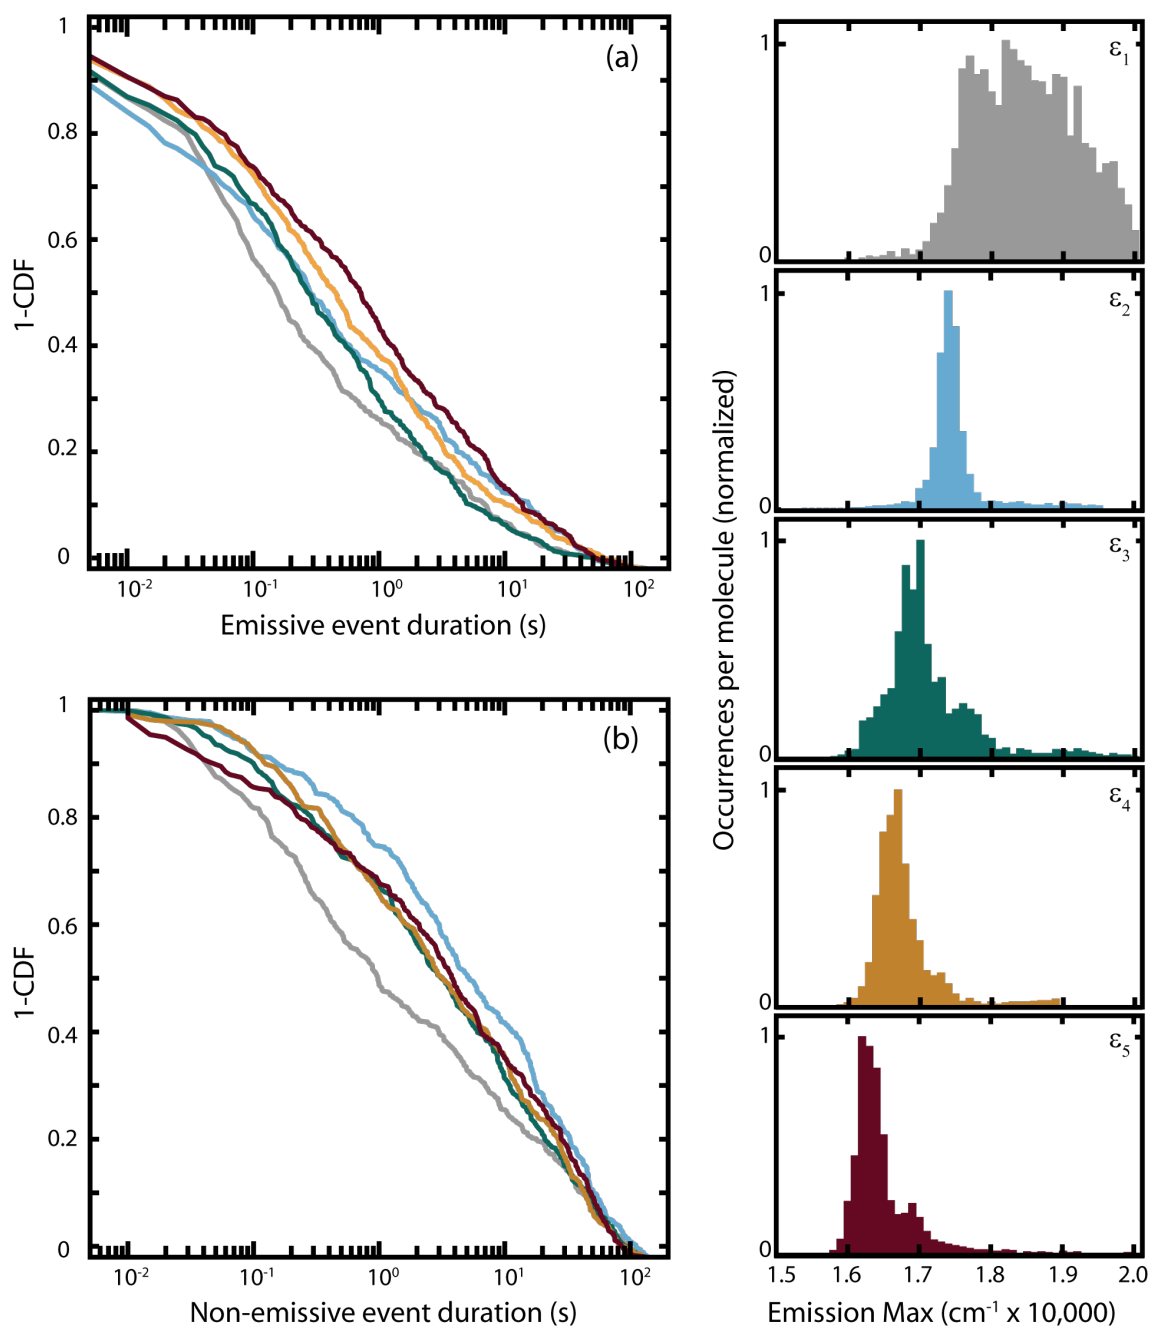 (a)
1
0.8
0.6
0.4
0.2
0
1-CDF
10-2
10-1
100
101
102
Emissive event duration (s)
(b)
1
0.8
0.6
0.4
0.2
0
1-CDF
10-2
10-1
100
101
102
Non-emissive event duration (s)
Occurrences per molecule (normalized)
ε1
1
0
ε2
1
0
ε3
1
0
ε4
1
0
ε5
1
0
1.5
1.6
1.7
1.8
1.9
2.0
Emission Max (cm-1 x 10,000)